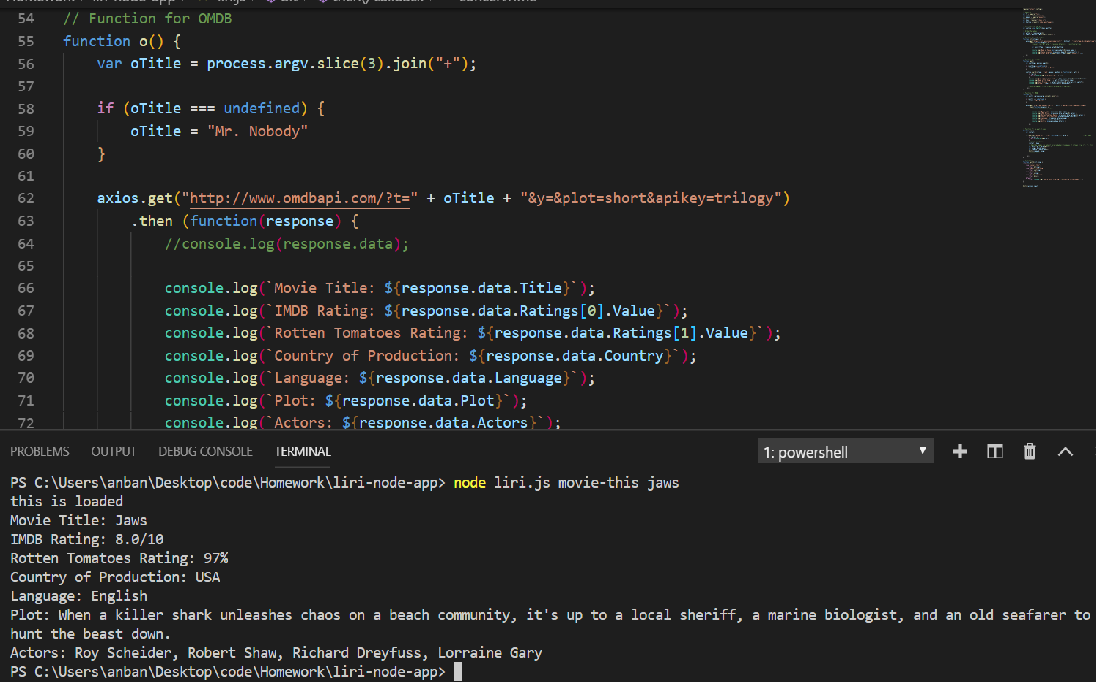 54 // Function for OMDB
55 function o() {
56 var oTitle = process.argv.slice(3).join("+");
57
58 if (oTitle === undefined) {
59 oTitle = "Mr. Nobody"
60 }
61
62 axios.get("http://www.omdbapi.com/?t=" + oTitle + "&y=&plot=short&apikey=trilogy")
63 .then (function(response) {
64 //console.log(response.data);
65
66 console.log(`Movie Title: ${response.data.Title}`);
67 console.log(`IMDB Rating: ${response.data.Ratings[0].Value}`);
68 console.log(`Rotten Tomatoes Rating: ${response.data.Ratings[1].Value}`);
69 console.log(`Country of Production: ${response.data.Country}`);
70 console.log(`Language: ${response.data.Language}`);
71 console.log(`Plot: ${response.data.Plot}`);
72 console.log(`Actors: ${response.data.Actors}`);
PROBLEMS OUTPUT DEBUG CONSOLE TERMINAL 1: powershell
PS C:\Users\anban\Desktop\code\Homework\liri-node-app> node liri.js movie-this jaws
this is loaded
Movie Title: Jaws
IMDB Rating: 8.0/10
Rotten Tomatoes Rating: 97%
Country of Production: USA
Language: English
Plot: When a killer shark unleashes chaos on a beach community, it's up to a local sheriff, a marine biologist, and an old seafarer to
hunt the beast down.
Actors: Roy Scheider, Robert Shaw, Richard Dreyfuss, Lorraine Gary
PS C:\Users\anban\Desktop\code\Homework\liri-node-app>